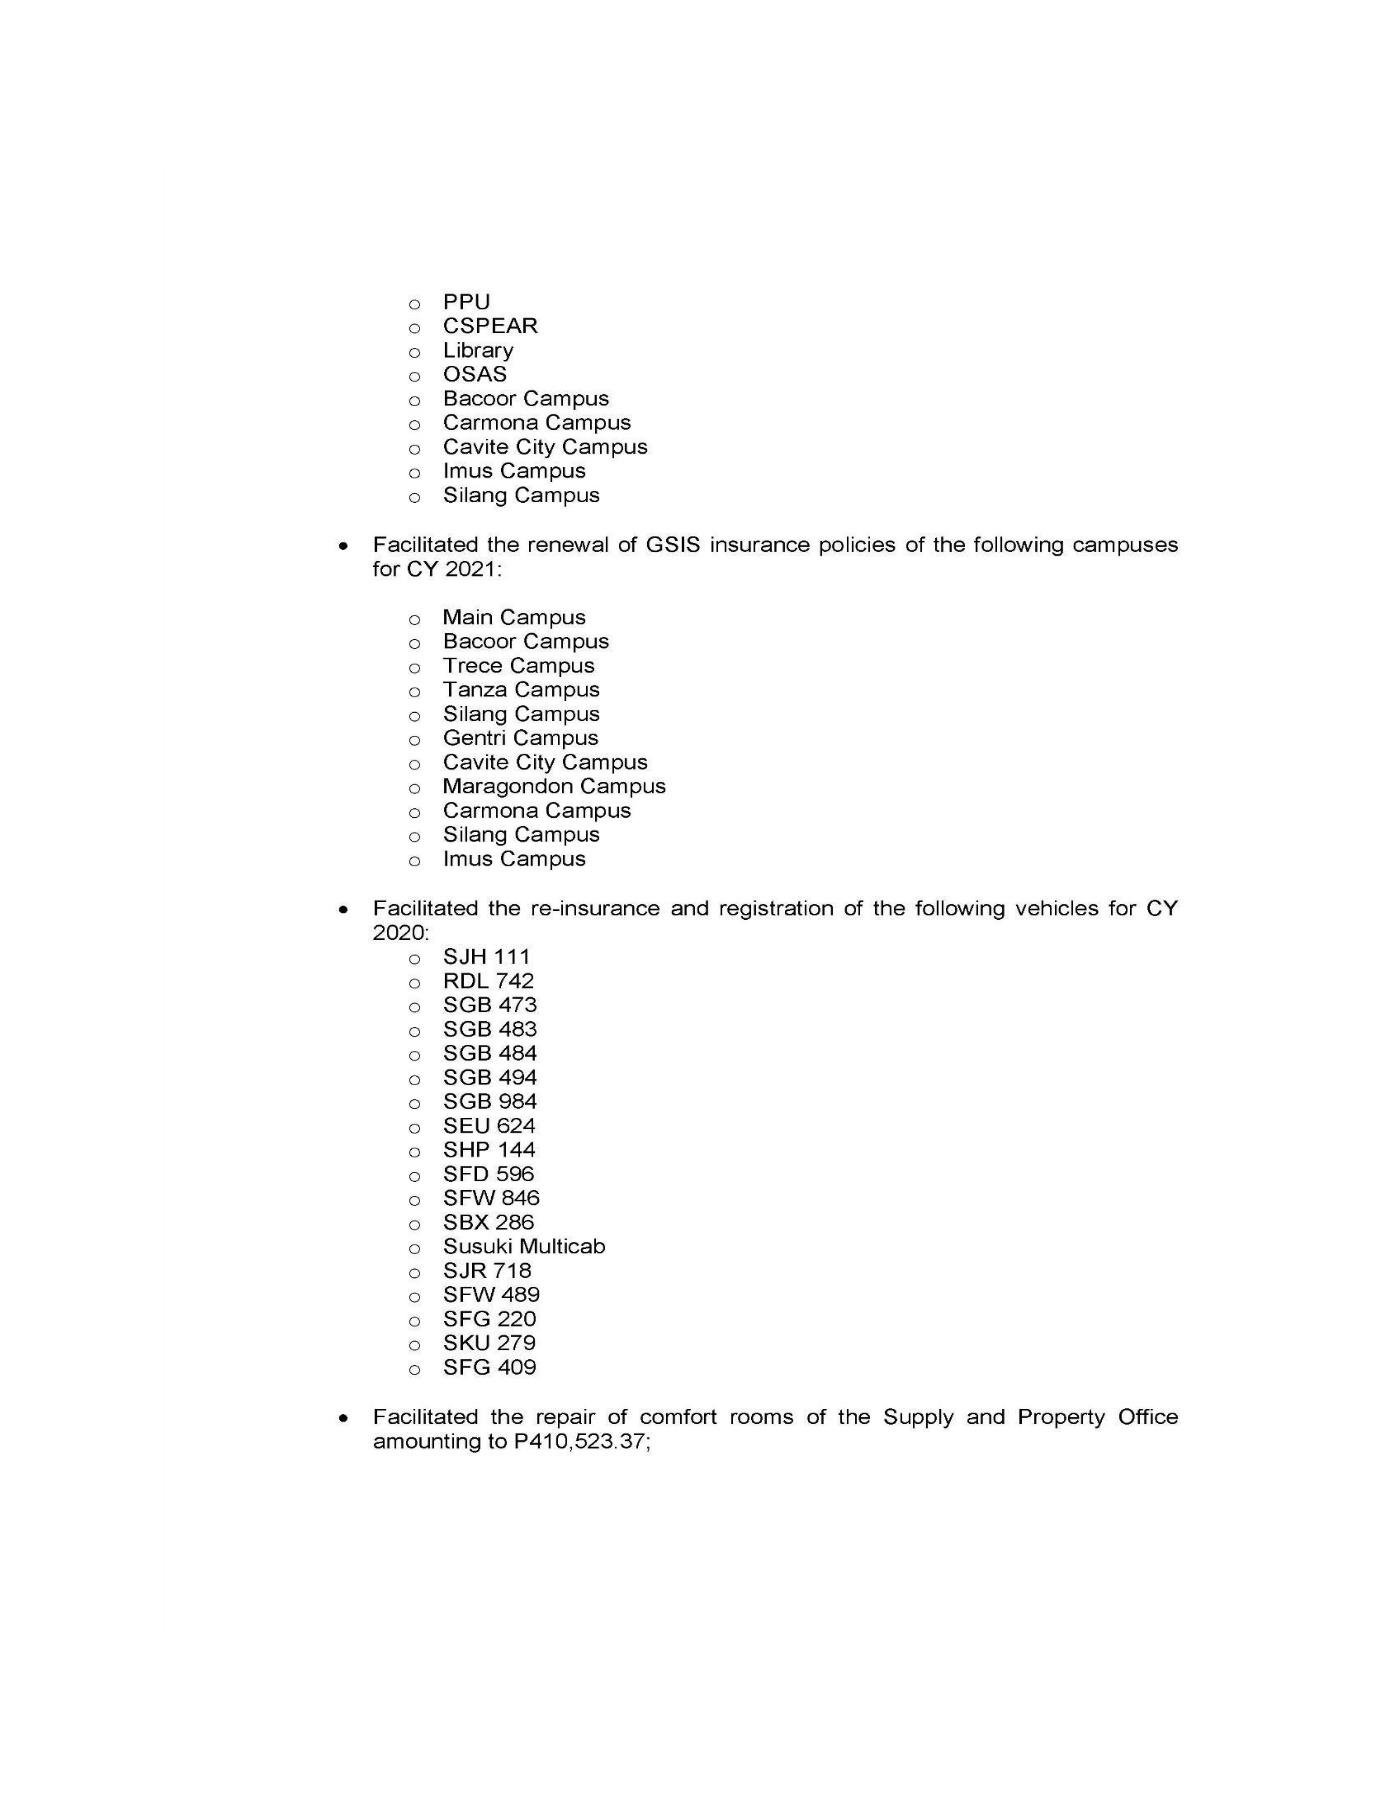 o PPU
o CSPEAR
o Library
o OSAS
o Bacoor Campus
o Carmona Campus
o Cavite City Campus
o Imus Campus
o Silang Campus
• Facilitated the renewal of GSIS insurance policies of the following campuses
for CY 2021:
o Main Campus
o Bacoor Campus
o Trece Campus
o Tanza Campus
o Silang Campus
o Gentri Campus
o Cavite City Campus
o Maragondon Campus
o Carmona Campus
o Silang Campus
o Imus Campus
• Facilitated the re-insurance and registration of the following vehicles for CY
2020:
o SJH 111
o RDL 742
o SGB 473
o SGB 483
o SGB 484
o SGB 494
o SGB 984
o SEU 624
o SHP 144
o SFD 596
o SFW 846
o SBX 286
o Susuki Multicab
o SJR 718
o SFW 489
o SFG 220
o SKU 279
o SFG 409
• Facilitated the repair of comfort rooms of the Supply and Property Office
amounting to P410,523.37;